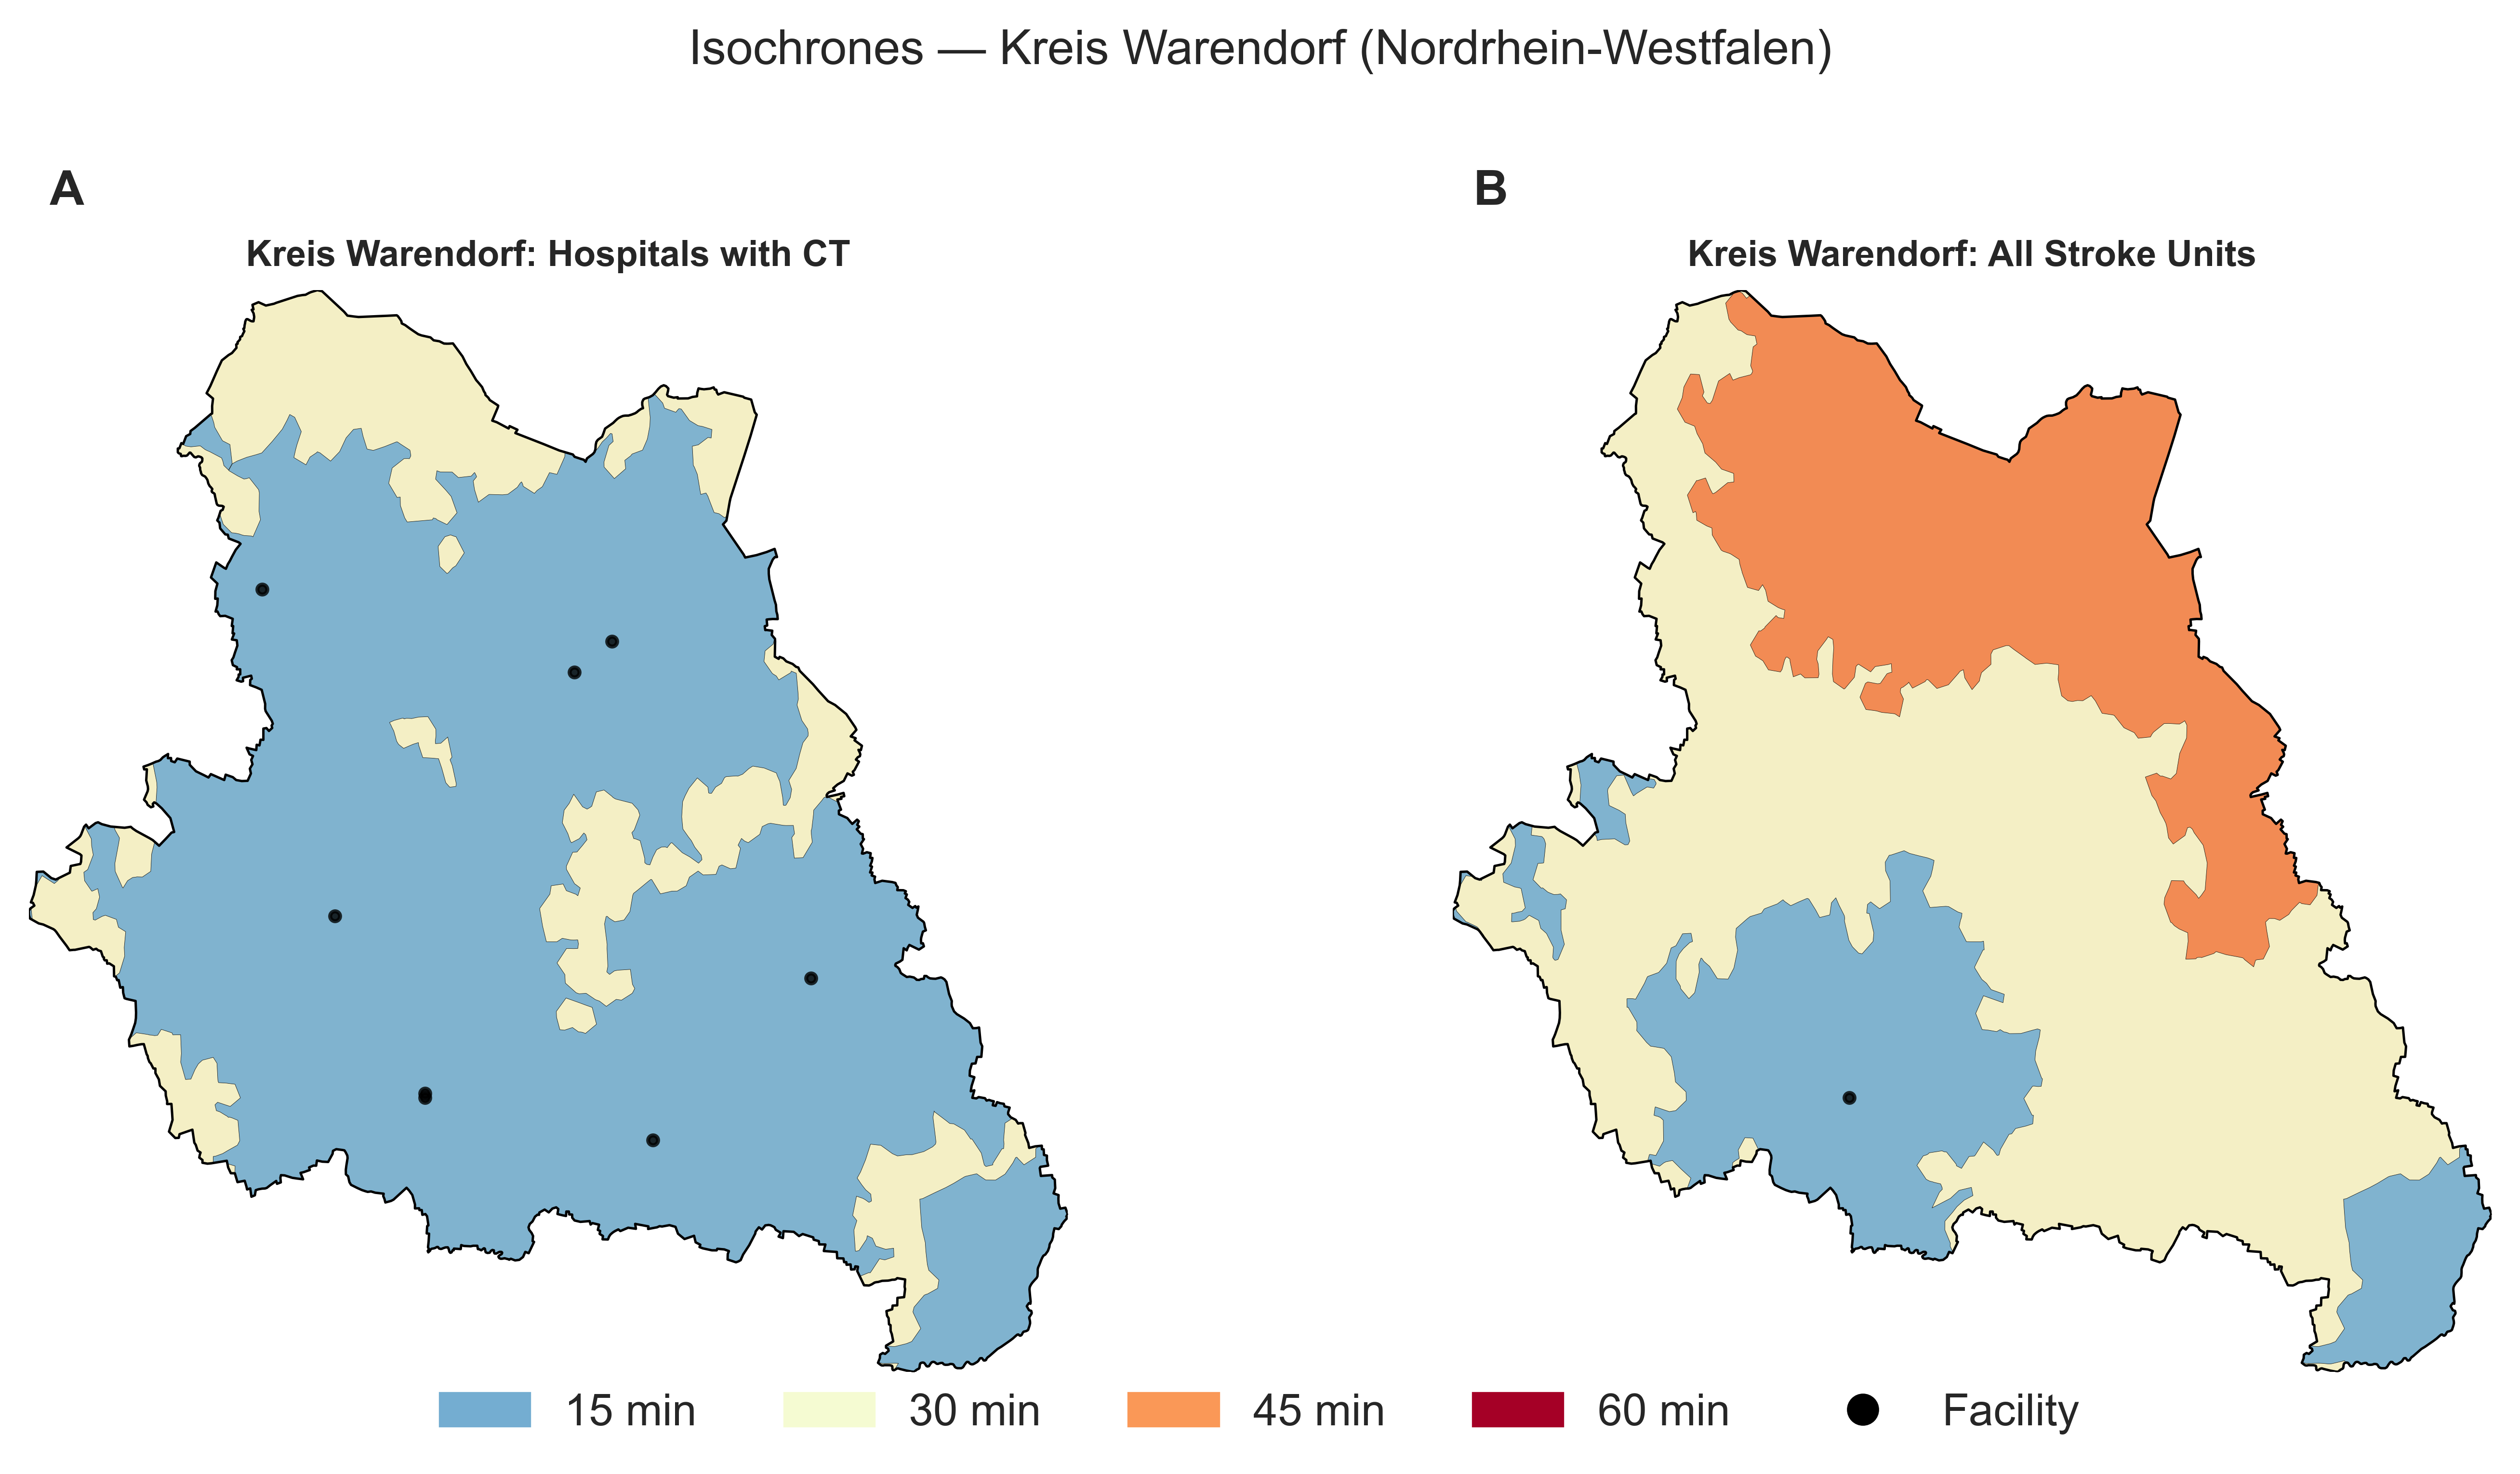 Isochrones — Kreis Warendorf (Nordrhein-Westfalen)
A
B
Kreis Warendorf: Hospitals with CT
Kreis Warendorf: All Stroke Units
15 min
30 min
45 min
60 min
Facility